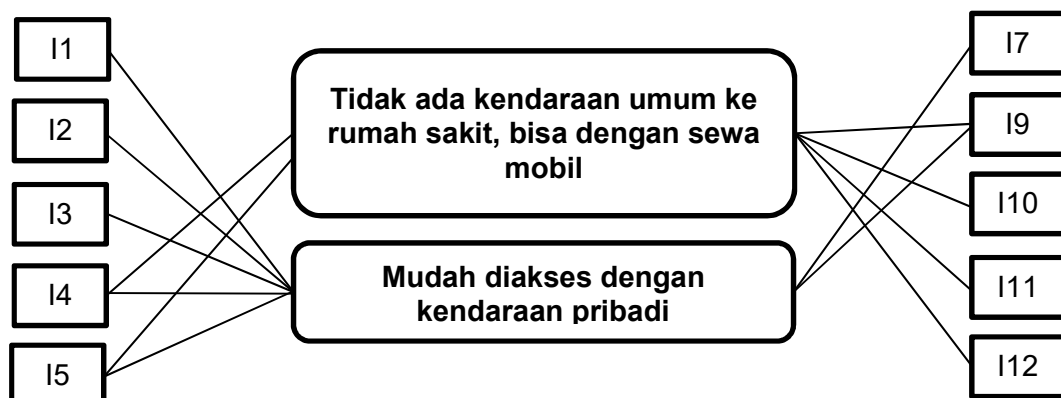 I1
I2
I3
I4
I5
Tidak ada kendaraan umum ke
rumah sakit, bisa dengan sewa
mobil
Mudah diakses dengan
kendaraan pribadi
I7
I9
I10
I11
I12